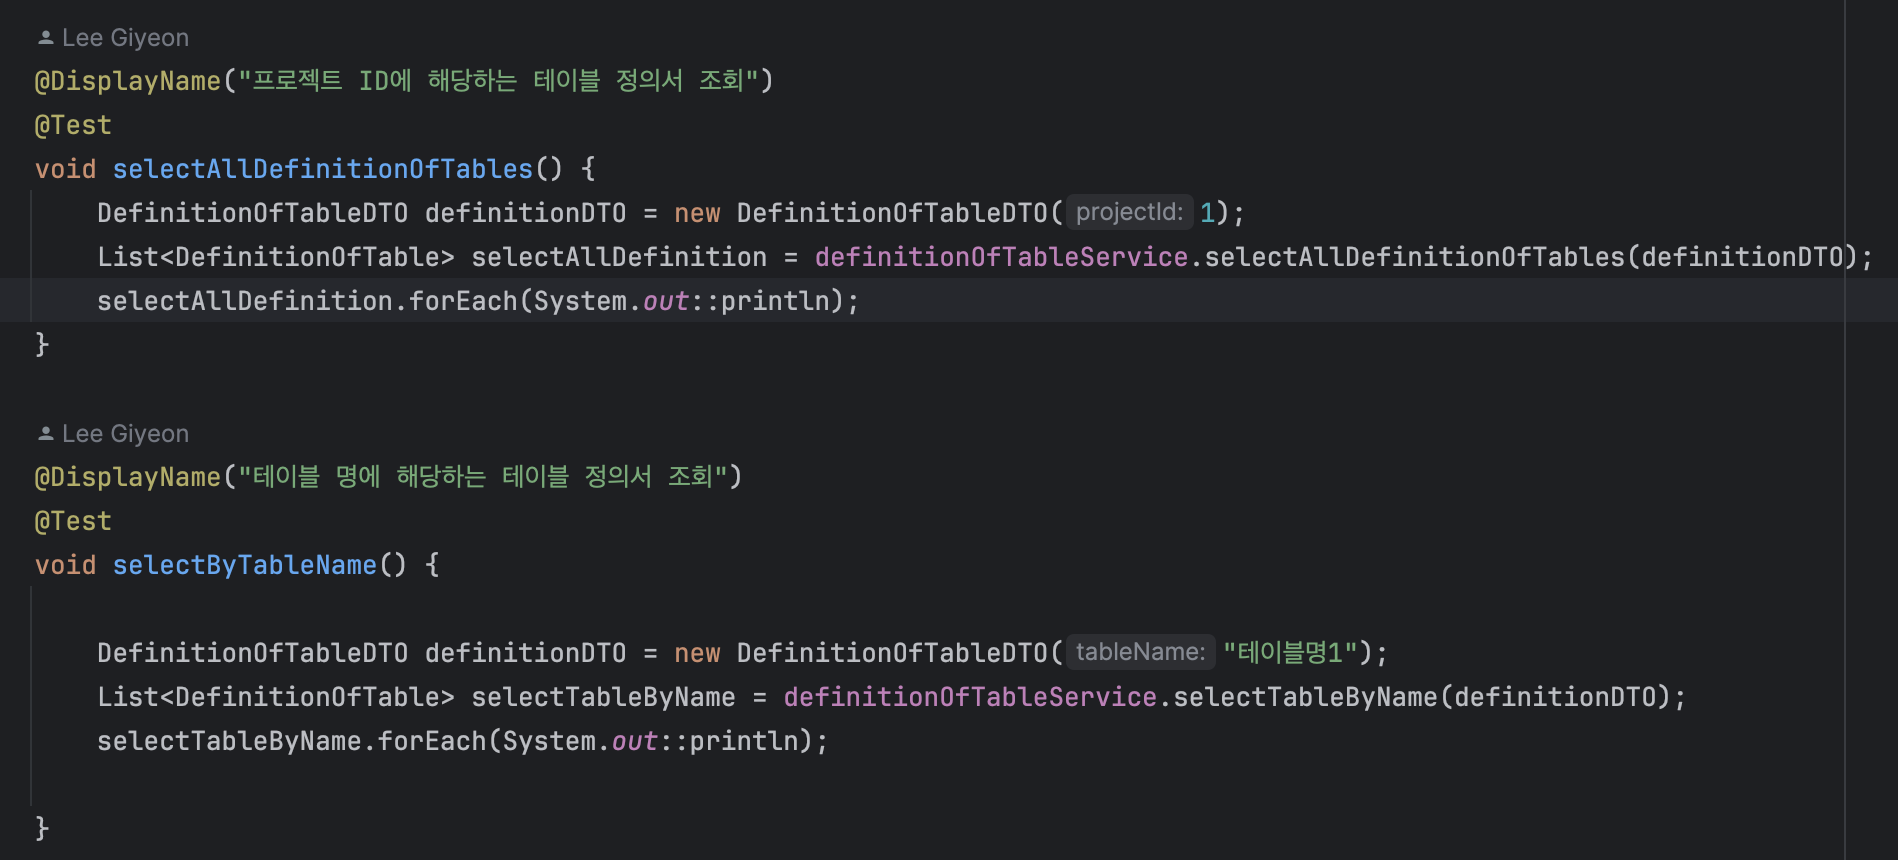 Lee Giyeon
@DisplayName("프로젝트 ID에 해당하는 테이블 정의서 조회")
@Test
void selectAllDefinitionOfTables() {
    DefinitionOfTableDTO definitionDTO = new DefinitionOfTableDTO( projectId: 1);
    List<DefinitionOfTable> selectAllDefinition = definitionOfTableService.selectAllDefinitionOfTables(definitionDTO);
    selectAllDefinition.forEach(System.out::println);
}
Lee Giyeon
@DisplayName("테이블 명에 해당하는 테이블 정의서 조회")
@Test
void selectByTableName() {
    DefinitionOfTableDTO definitionDTO = new DefinitionOfTableDTO( tableName: "테이블명1");
    List<DefinitionOfTable> selectTableByName = definitionOfTableService.selectTableByName(definitionDTO);
    selectTableByName.forEach(System.out::println);
}